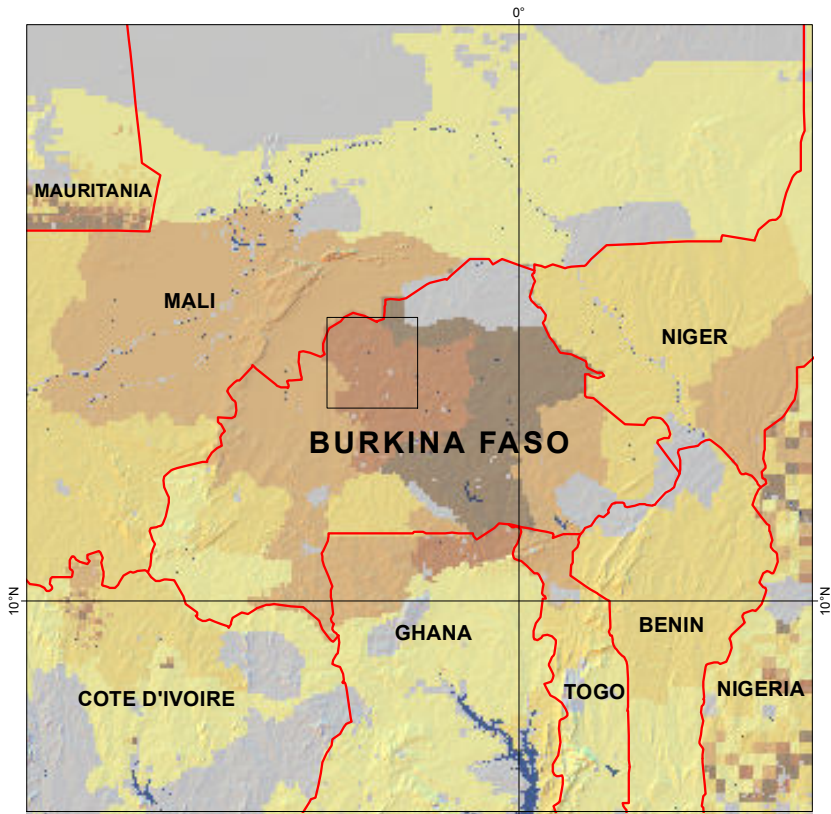 0°
MAURITANIA
MALI
NIGER
BURKINA FASO
10°N
10°N
GHANA
BENIN
COTE D'IVOIRE
TOGO
NIGERIA